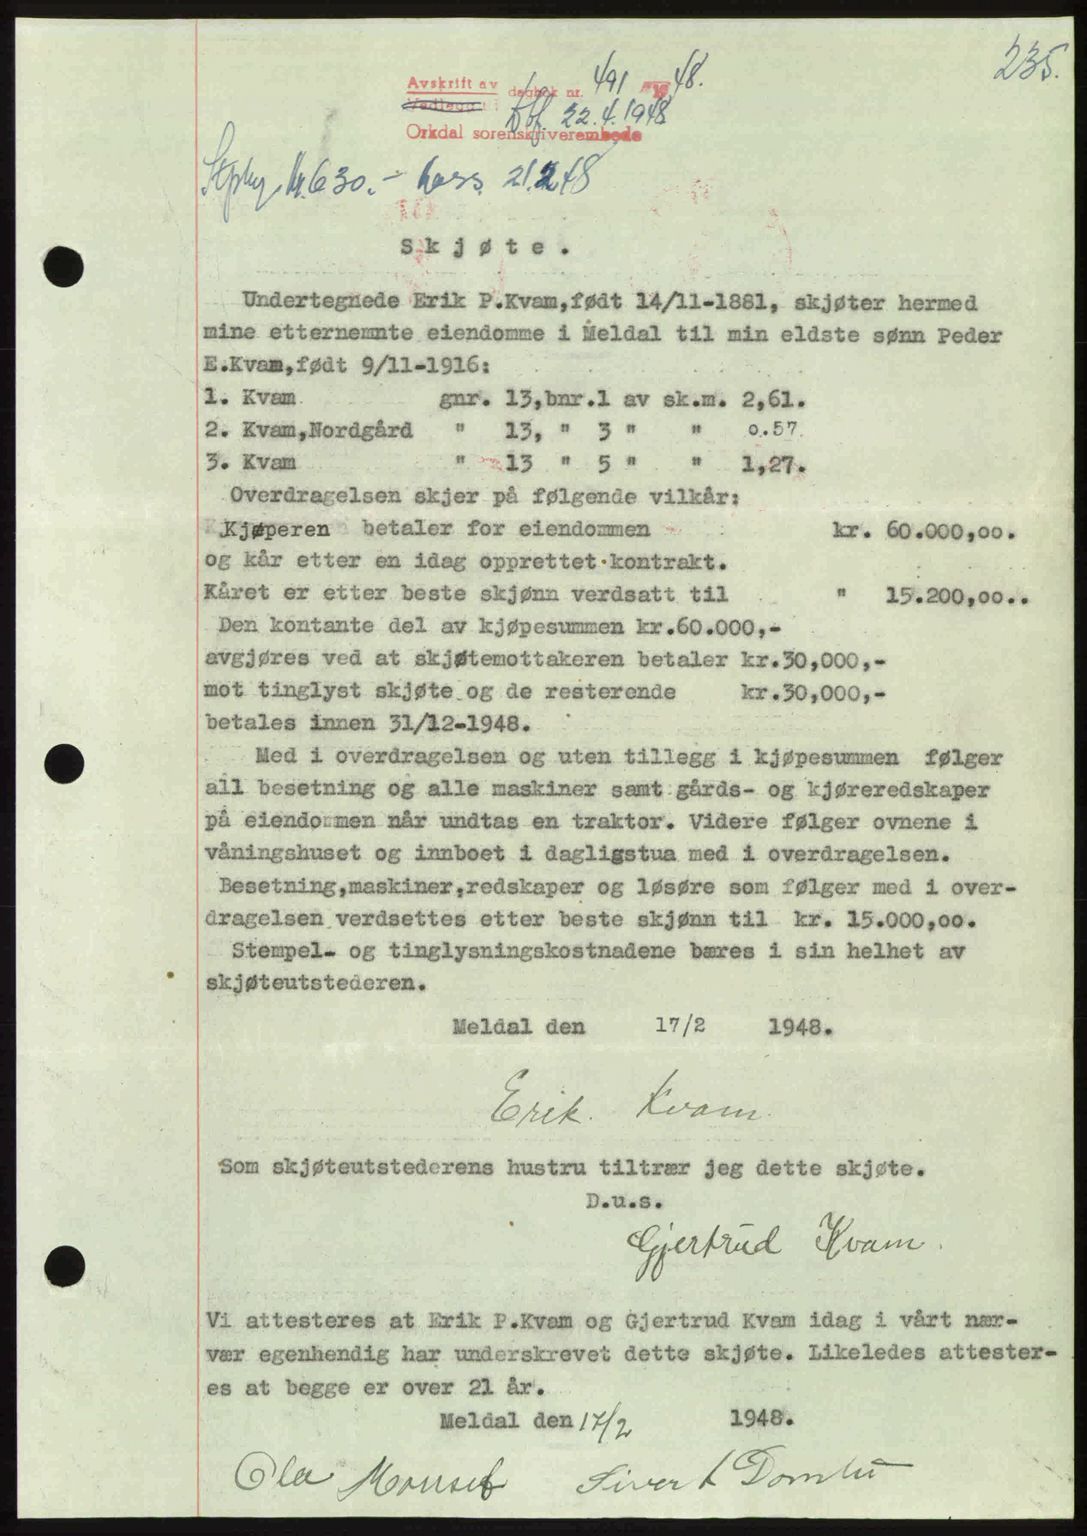 235.
Avskrift av
Vedlegg i dagbok nr. 491 19 48.
Dbf. 22.4.1948
Orkdal sorenskriverembede
kr. 630.- kass. 21.2.48
Skjøte.
Undertegnede Erik P.Kvam,født 14/11-1881, skjøter hermed
mine etternemnte eiendomme i Meldal til min eldste sønn Peder
E.Kvam,født 9/11-1916:
1. Kvam gnr. 13,bnr.1 av sk.m. 2,61.
2. Kvam,Nordgård " 13, " 3 " " 0.57
3. Kvam " 13 " 5 " " 1,27.
Overdragelsen skjer på følgende vilkår:
Kjøperen betaler for eiendommen kr. 60.000,oo.
og kår etter en idag opprettet kontrakt.
Kåret er etter beste skjønn verdsatt til " 15.200,oo..
Den kontante del av kjøpesummen kr.60.000,-
avgjøres ved at skjøtemottakeren betaler kr.30,000,-
mot tinglyst skjøte og de resterende kr.30,000,-
betales innen 31/12-1948.
Med i overdragelsen og uten tillegg i kjøpesummen følger
all besetning og alle maskiner samt gårds- og kjøreredskaper
på eiendommen når undtas en traktor. Videre følger ovnene i
våningshuset og innboet i dagligstua med i overdragelsen.
Besetning,maskiner,redskaper og løsøre som følger med i over-
dragelsen verdsettes etter beste skjønn til kr. 15.000,oo.
Stempel- og tinglysningskostnadene bæres i sin helhet av
skjøteutstederen.
Meldal den 17/2 1948.
Erik. Kvam.
Som skjøteutstederens hustru tiltrær jeg dette skjøte.
D.u.s.
Gjertrud Kvam.
Vi attesteres at Erik P.Kvam og Gjertrud Kvam idag i vårt nær-
vær egenhendig har underskrevet dette skjøte. Likeledes attester-
es at begge er over 21 år.
Meldal den 17/2 1948.
Ola Sivert